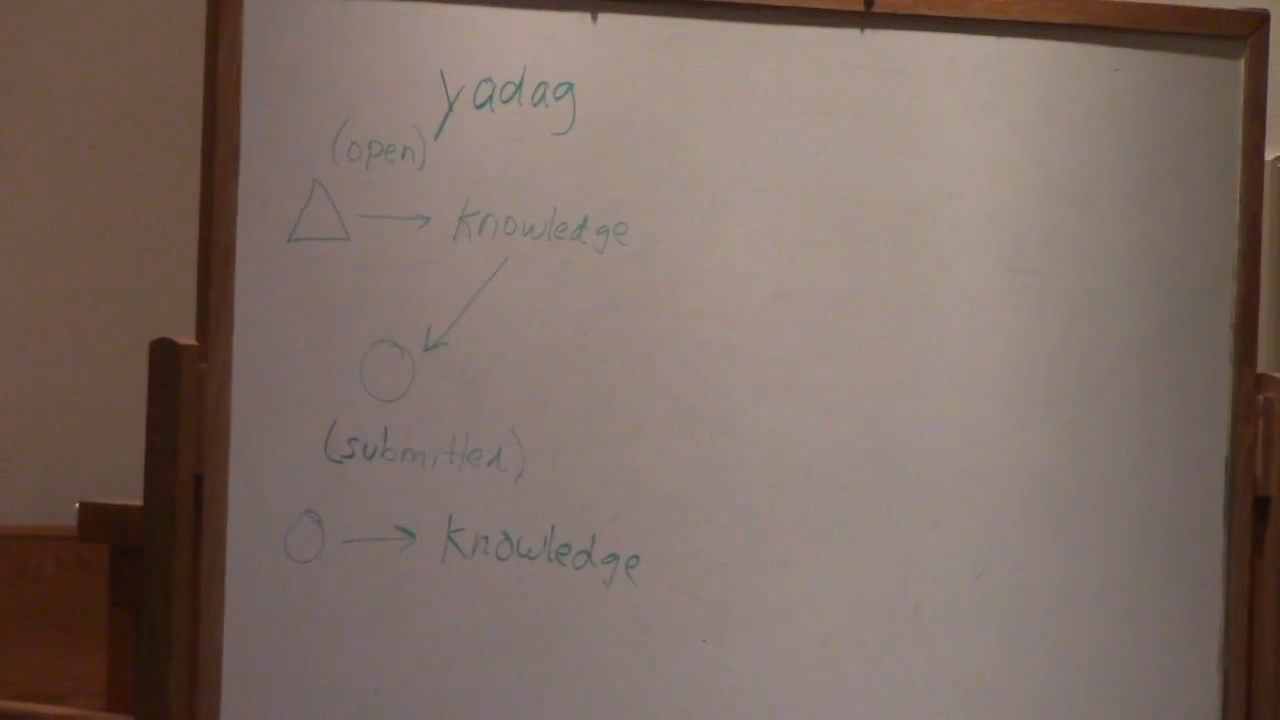 yadag
(open)
knowledge
(submitted)
knowledge